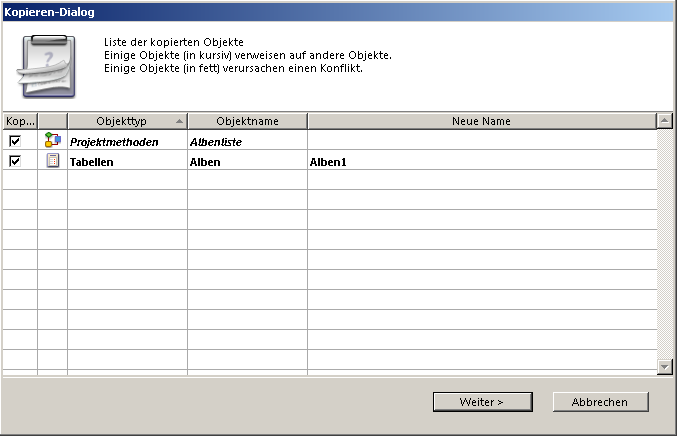 Kopieren-Dialog
Liste der kopierten Objekte
Einige Objekte (in kursiv) verweisen auf andere Objekte.
Einige Objekte (in fett) verursachen einen Konflikt.
Kop... Objekttyp Objektname Neue Name
Projektmethoden Albenliste
Tabellen Alben Alben1
Weiter > Abbrechen